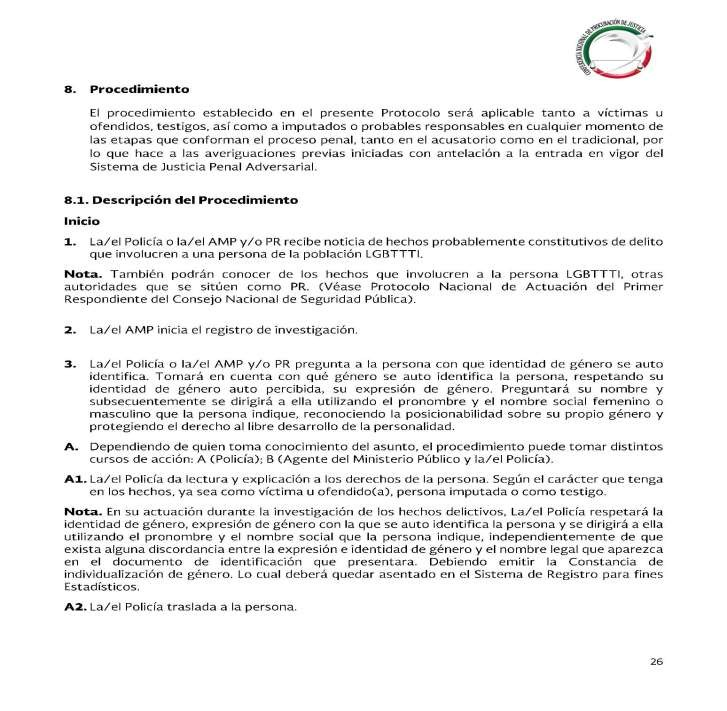 CONFERENCIA NACIONAL DE PROCURACIÓN DE JUSTICIA
8. Procedimiento
El procedimiento establecido en el presente Protocolo será aplicable tanto a víctimas u
ofendidos, testigos, así como a imputados o probables responsables en cualquier momento de
las etapas que conforman el proceso penal, tanto en el acusatorio como en el tradicional, por
lo que hace a las averiguaciones previas iniciadas con antelación a la entrada en vigor del
Sistema de Justicia Penal Adversarial.
8.1. Descripción del Procedimiento
Inicio
1. La/el Policía o la/el AMP y/o PR recibe noticia de hechos probablemente constitutivos de delito
que involucren a una persona de la población LGBTTTI.
Nota. También podrán conocer de los hechos que involucren a la persona LGBTTTI, otras
autoridades que se sitúen como PR. (Véase Protocolo Nacional de Actuación del Primer
Respondiente del Consejo Nacional de Seguridad Pública).
2. La/el AMP inicia el registro de investigación.
3. La/el Policía o la/el AMP y/o PR pregunta a la persona con que identidad de género se auto
identifica. Tomará en cuenta con qué género se auto identifica la persona, respetando su
identidad de género auto percibida, su expresión de género. Preguntará su nombre y
subsecuentemente se dirigirá a ella utilizando el pronombre y el nombre social femenino o
masculino que la persona indique, reconociendo la posicionabilidad sobre su propio género y
protegiendo el derecho al libre desarrollo de la personalidad.
A. Dependiendo de quien toma conocimiento del asunto, el procedimiento puede tomar distintos
cursos de acción: A (Policía); B (Agente del Ministerio Público y la/el Policía).
A1. La/el Policía da lectura y explicación a los derechos de la persona. Según el carácter que tenga
en los hechos, ya sea como víctima u ofendido(a), persona imputada o como testigo.
Nota. En su actuación durante la investigación de los hechos delictivos, La/el Policía respetará la
identidad de género, expresión de género con la que se auto identifica la persona y se dirigirá a ella
utilizando el pronombre y el nombre social que la persona indique, independientemente de que
exista alguna discordancia entre la expresión e identidad de género y el nombre legal que aparezca
en el documento de identificación que presentara. Debiendo emitir la Constancia de
individualización de género. Lo cual deberá quedar asentado en el Sistema de Registro para fines
Estadísticos.
A2. La/el Policía traslada a la persona.
26